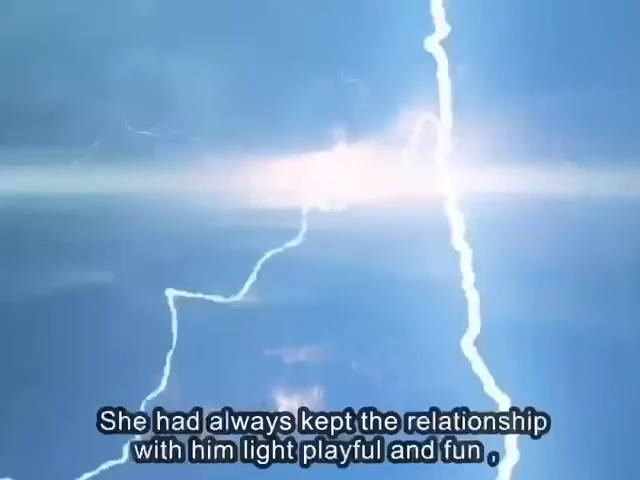 She had always kept the relationship
with him light playful and fun ,